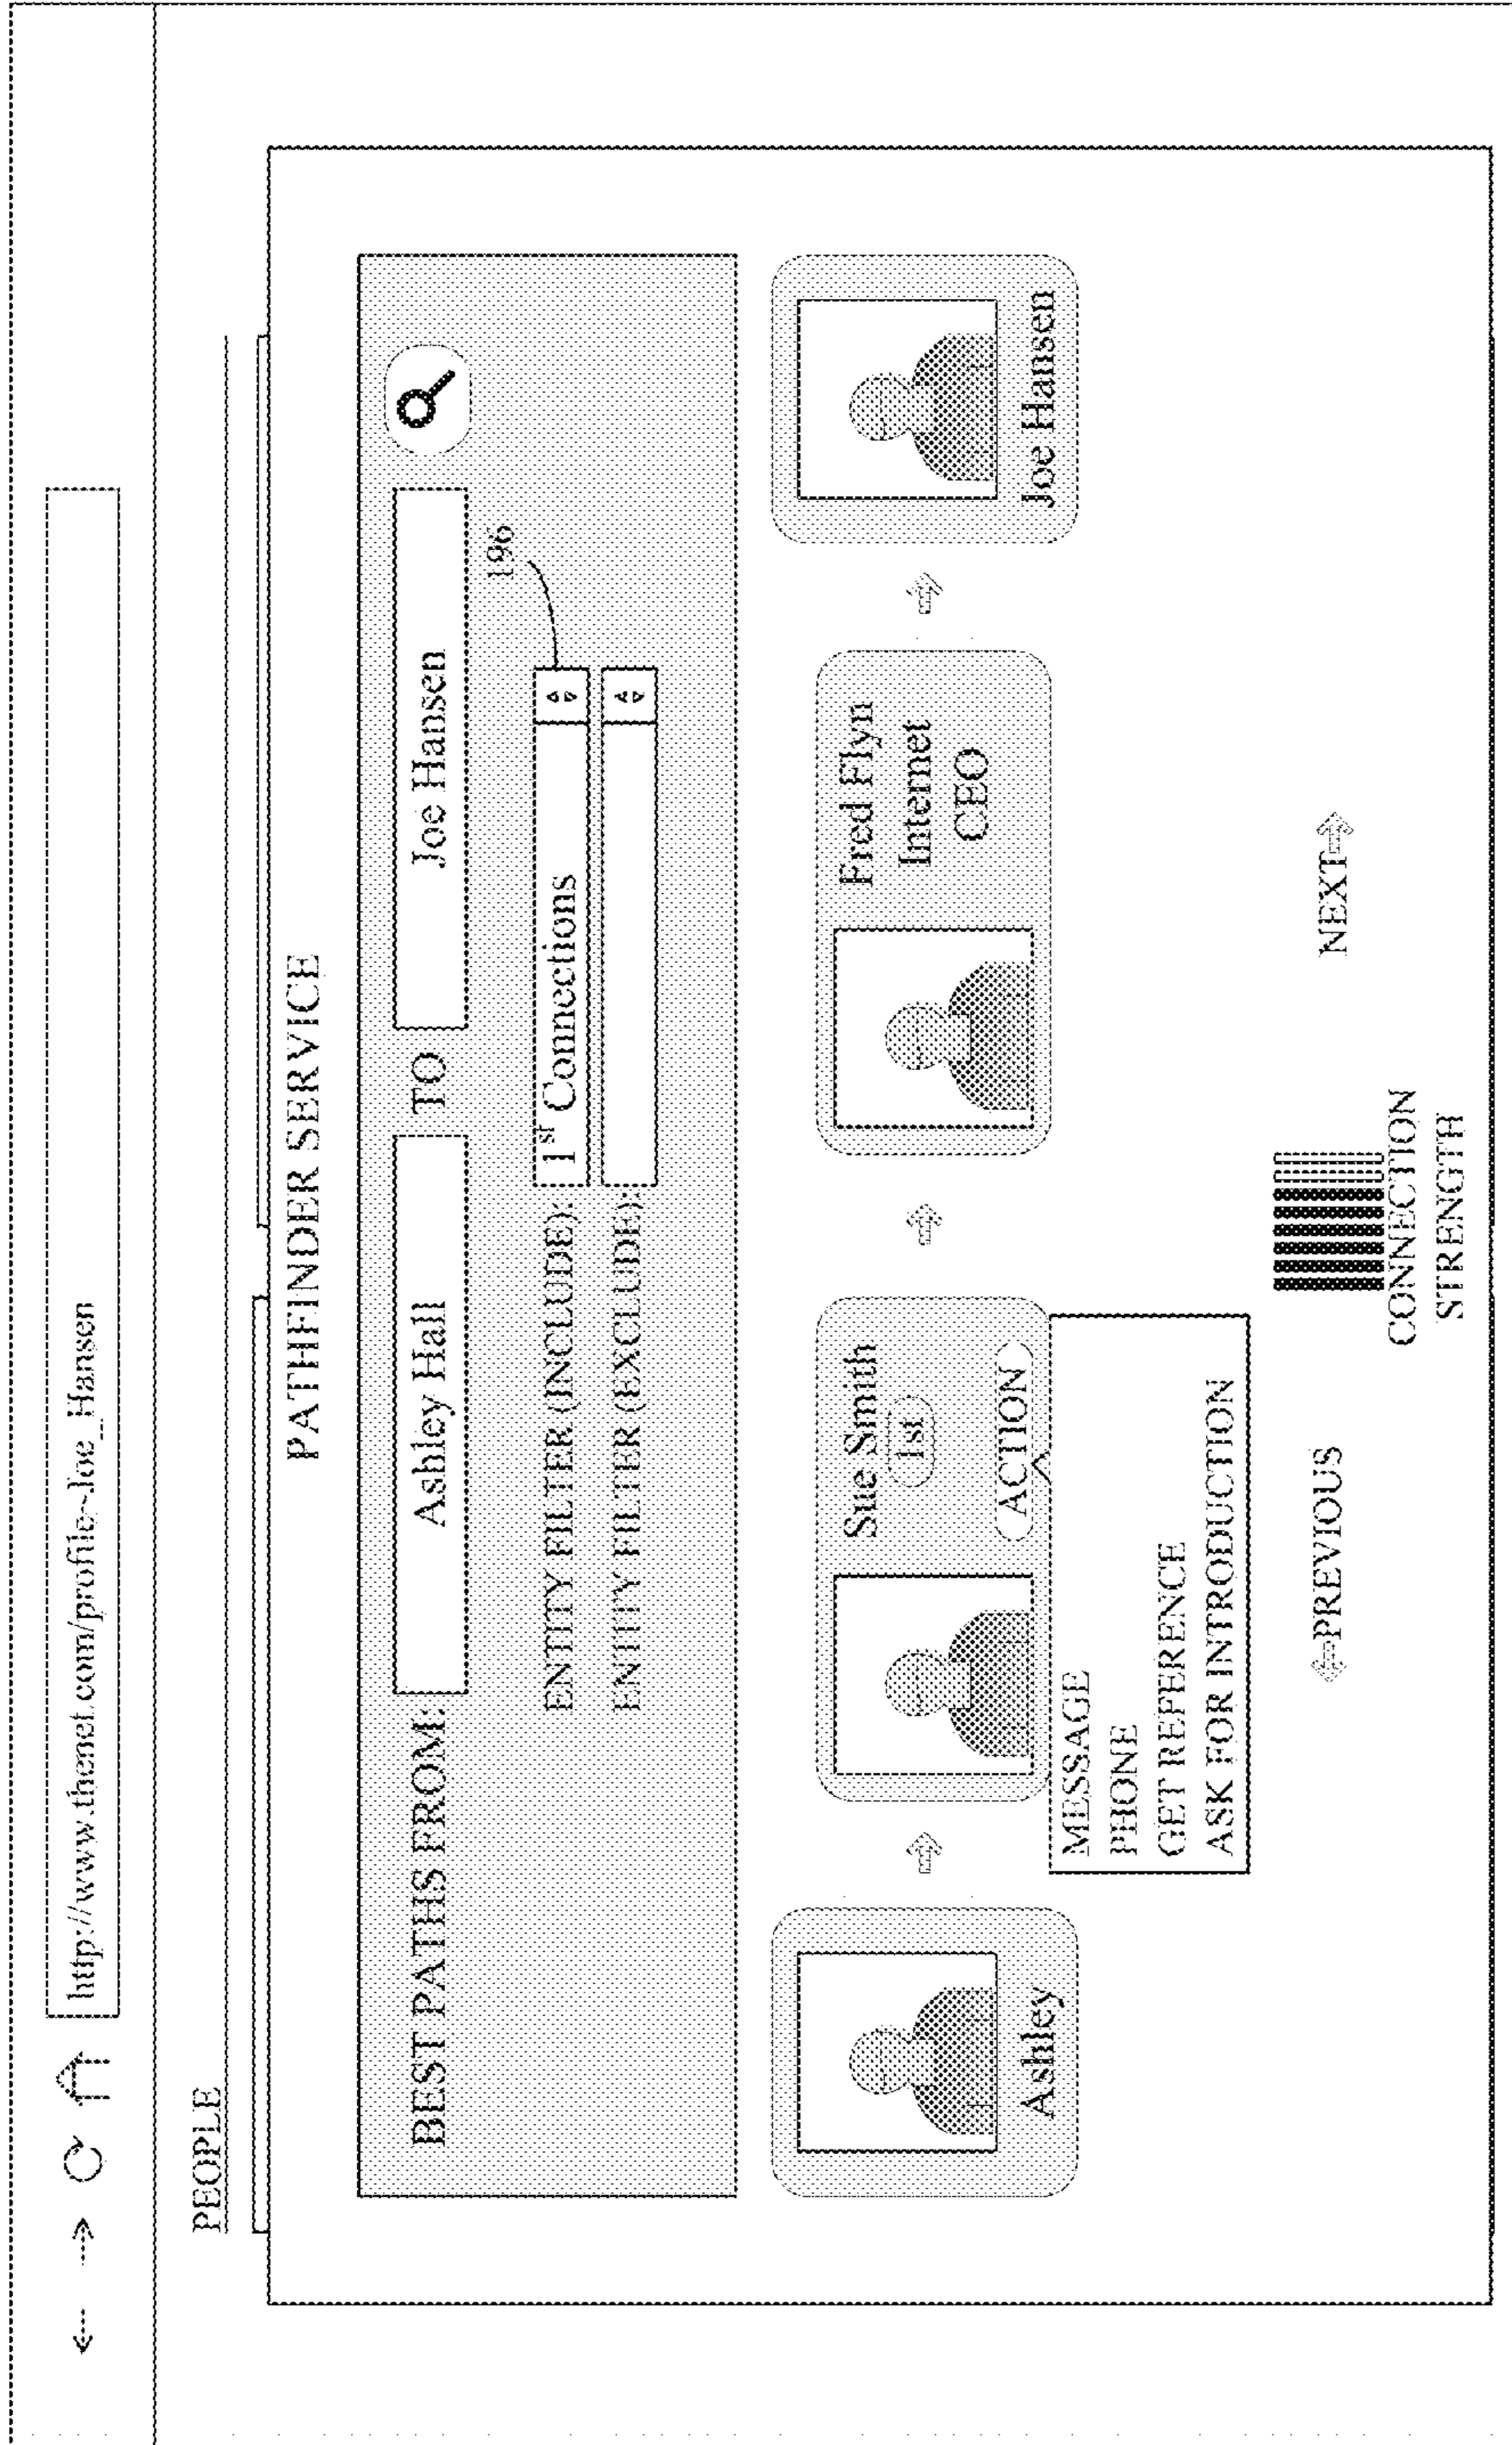 http://www.thenet.com/profile~Joe_Hansen
PEOPLE
PATHFINDER SERVICE
BEST PATHS FROM: Ashley Hall TO Joe Hansen
196
ENTITY FILTER (INCLUDE): 1st Connections
ENTITY FILTER (EXCLUDE):
Ashley
Sue Smith
1st
ACTION
MESSAGE
PHONE
GET REFERENCE
ASK FOR INTRODUCTION
Fred Flyn
Internet
CEO
Joe Hansen
PREVIOUS
NEXT
CONNECTION
STRENGTH